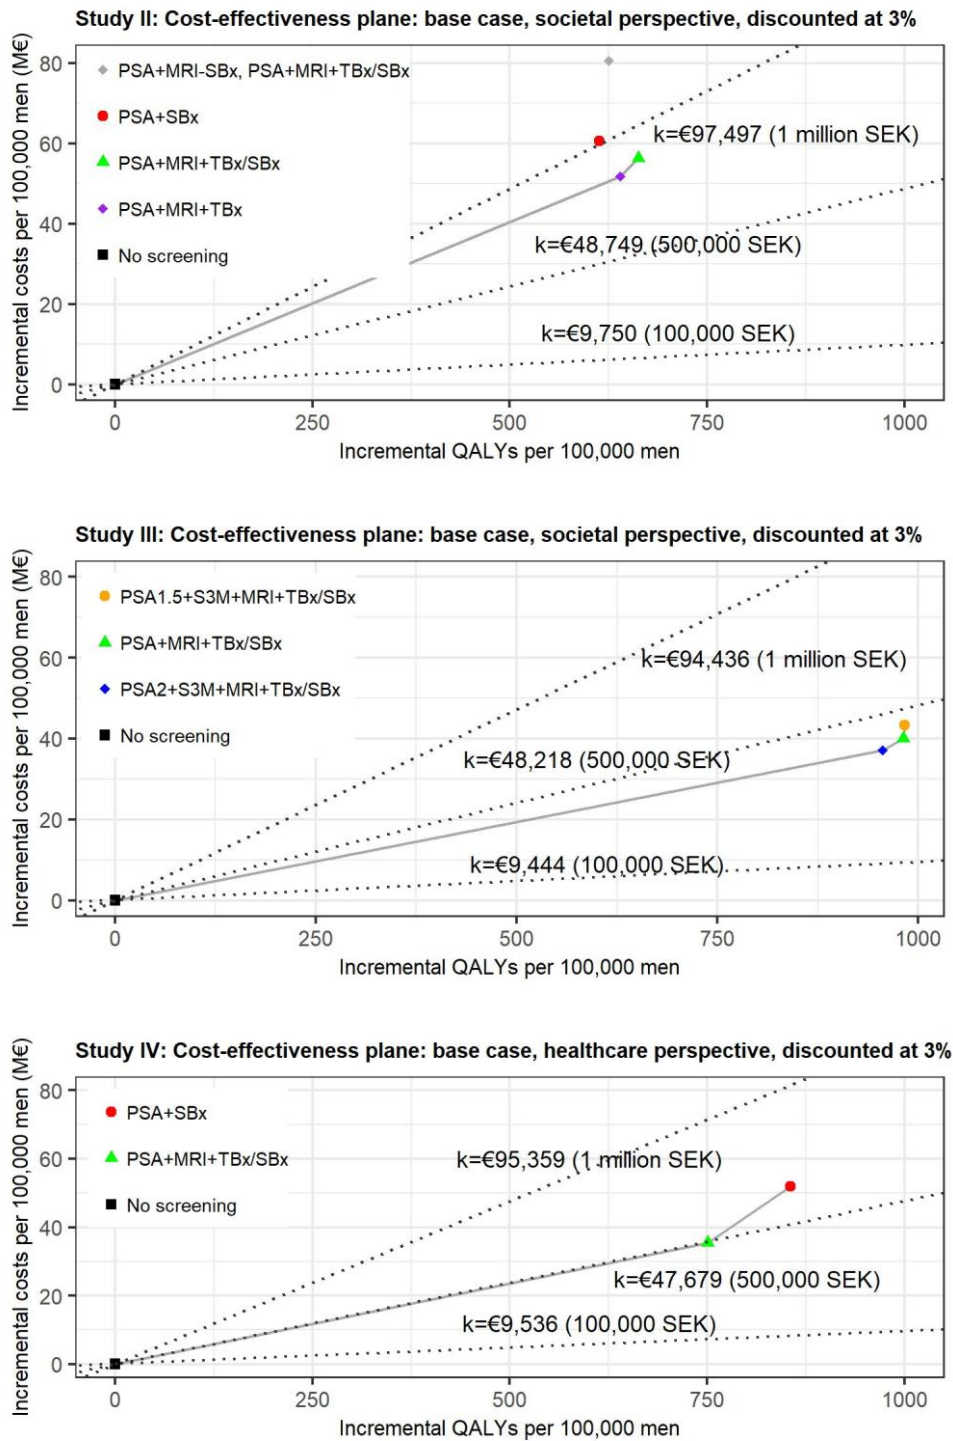 Study II: Cost-effectiveness plane: base case, societal perspective, discounted at 3%
Incremental costs per 100,000 men (M€)
80
60
40
20
0
PSA+MRI-SBx, PSA+MRI+TBx/SBx
PSA+SBx
PSA+MRI+TBx/SBx
PSA+MRI+TBx
No screening
k=€97,497 (1 million SEK)
k=€48,749 (500,000 SEK)
k=€9,750 (100,000 SEK)
0 250 500 750 1000
Incremental QALYs per 100,000 men
Study III: Cost-effectiveness plane: base case, societal perspective, discounted at 3%
Incremental costs per 100,000 men (M€)
80
60
40
20
0
PSA1.5+S3M+MRI+TBx/SBx
PSA+MRI+TBx/SBx
PSA2+S3M+MRI+TBx/SBx
No screening
k=€94,436 (1 million SEK)
k=€48,218 (500,000 SEK)
k=€9,444 (100,000 SEK)
0 250 500 750 1000
Incremental QALYs per 100,000 men
Study IV: Cost-effectiveness plane: base case, healthcare perspective, discounted at 3%
Incremental costs per 100,000 men (M€)
80
60
40
20
0
PSA+SBx
PSA+MRI+TBx/SBx
No screening
k=€95,359 (1 million SEK)
k=€47,679 (500,000 SEK)
k=€9,536 (100,000 SEK)
0 250 500 750 1000
Incremental QALYs per 100,000 men